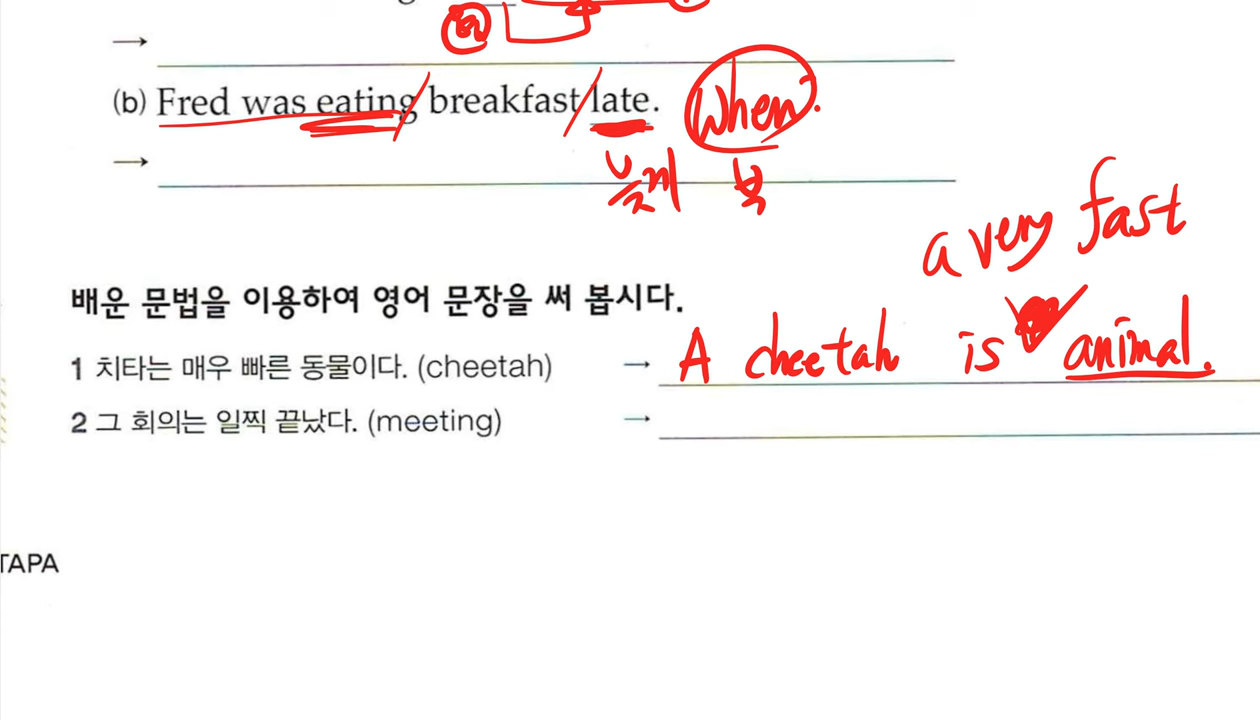 →
(b) Fred was eating / breakfast / late. When?
→ 늦게 부
a very fast
배운 문법을 이용하여 영어 문장을 써 봅시다.
1 치타는 매우 빠른 동물이다. (cheetah) → A cheetah is animal.
2 그 회의는 일찍 끝났다. (meeting) →
TAPA